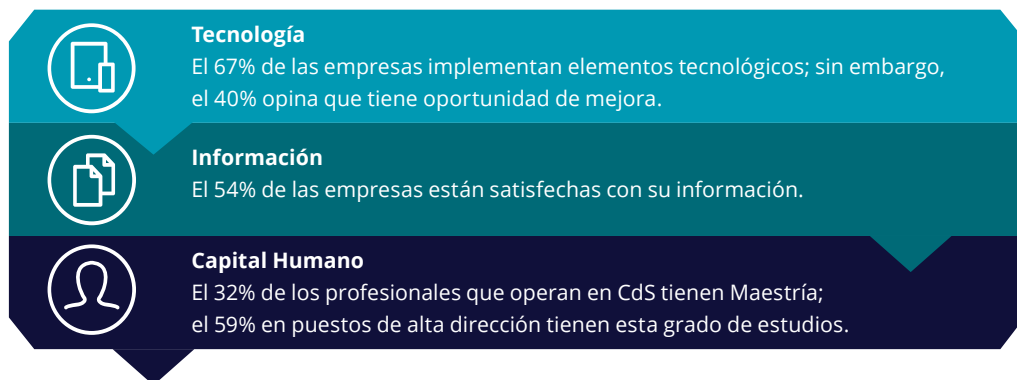 Tecnología
El 67% de las empresas implementan elementos tecnológicos; sin embargo,
el 40% opina que tiene oportunidad de mejora.
Información
El 54% de las empresas están satisfechas con su información.
Capital Humano
El 32% de los profesionales que operan en CdS tienen Maestría;
el 59% en puestos de alta dirección tienen esta grado de estudios.